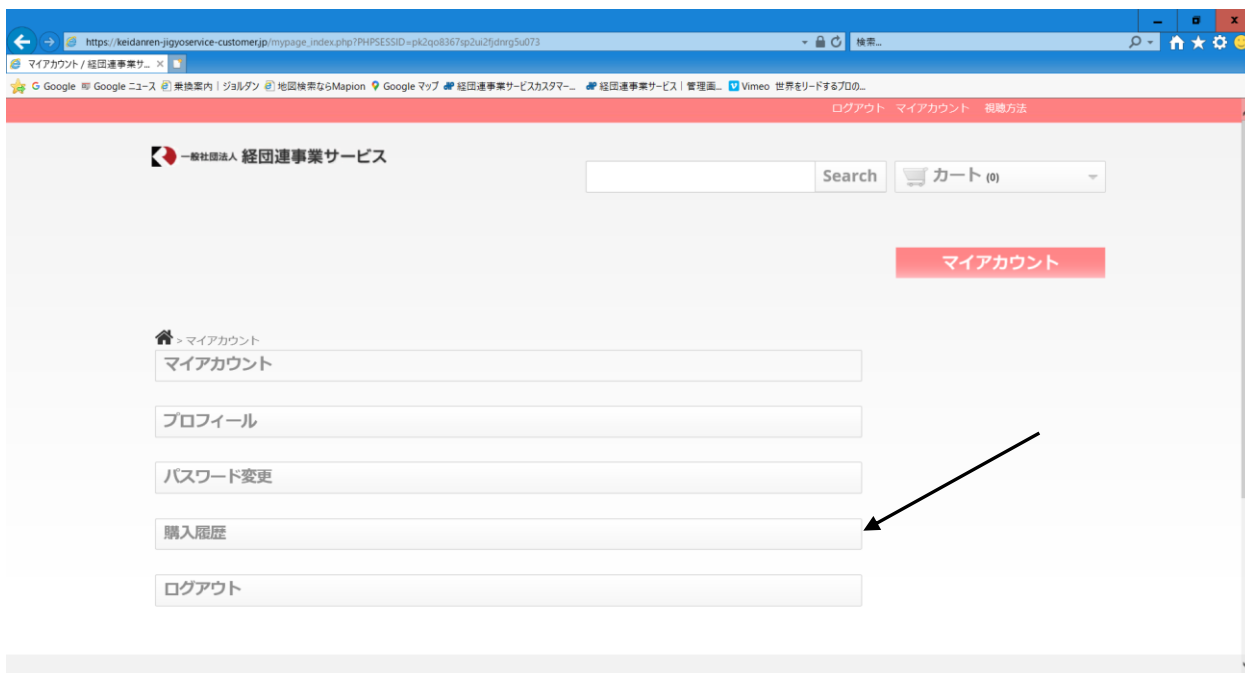 https://keidanren-jigyoservice-customer.jp/mypage_index.php?PHPSESSID=pk2qo8367sp2ui2fjdnrg5u073
検索...
マイアカウント / 経団連事業サ...
Google Google ニュース 乗換案内｜ジョルダン 地図検索ならMapion Google マップ 経団連事業サービスカスタマー... 経団連事業サービス｜管理画... Vimeo 世界をリードするプロの...
ログアウト マイアカウント 視聴方法
一般社団法人 経団連事業サービス
Search カート (0)
マイアカウント
> マイアカウント
マイアカウント
プロフィール
パスワード変更
購入履歴
ログアウト